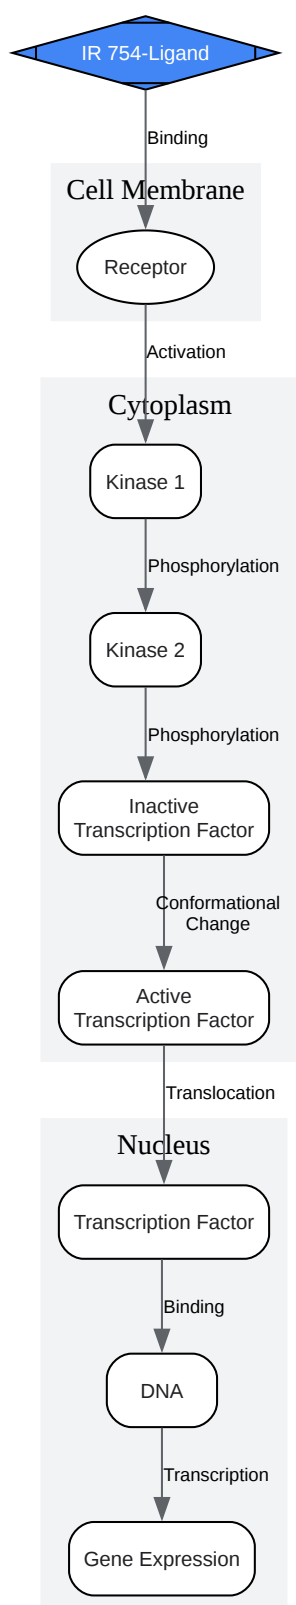 IR 754-Ligand
Binding
Cell Membrane
Receptor
Activation
Cytoplasm
Kinase 1
Phosphorylation
Kinase 2
Phosphorylation
Inactive
Transcription Factor
Conformational
Change
Active
Transcription Factor
Translocation
Nucleus
Transcription Factor
Binding
DNA
Transcription
Gene Expression